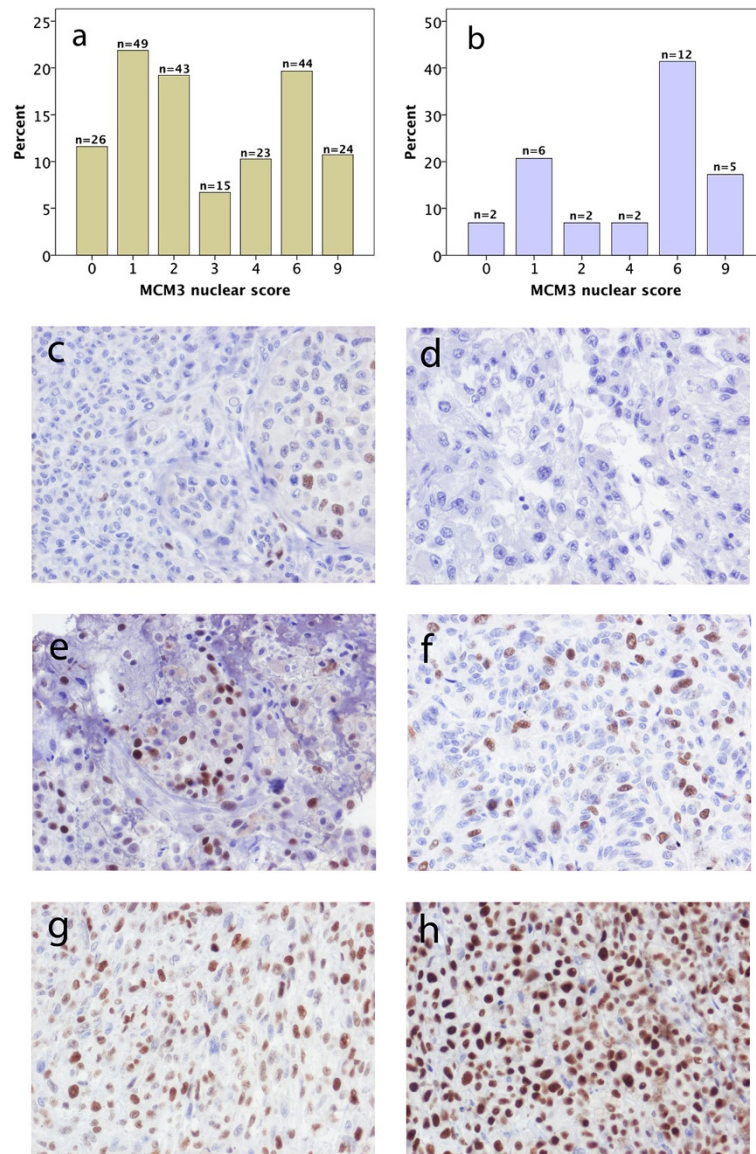 a
25
20
15
10
5
0
Percent
n=26
n=49
n=43
n=15
n=23
n=44
n=24
0 1 2 3 4 6 9
MCM3 nuclear score
b
50
40
30
20
10
0
Percent
n=2
n=6
n=2
n=2
n=12
n=5
0 1 2 4 6 9
MCM3 nuclear score
c
d
e
f
g
h